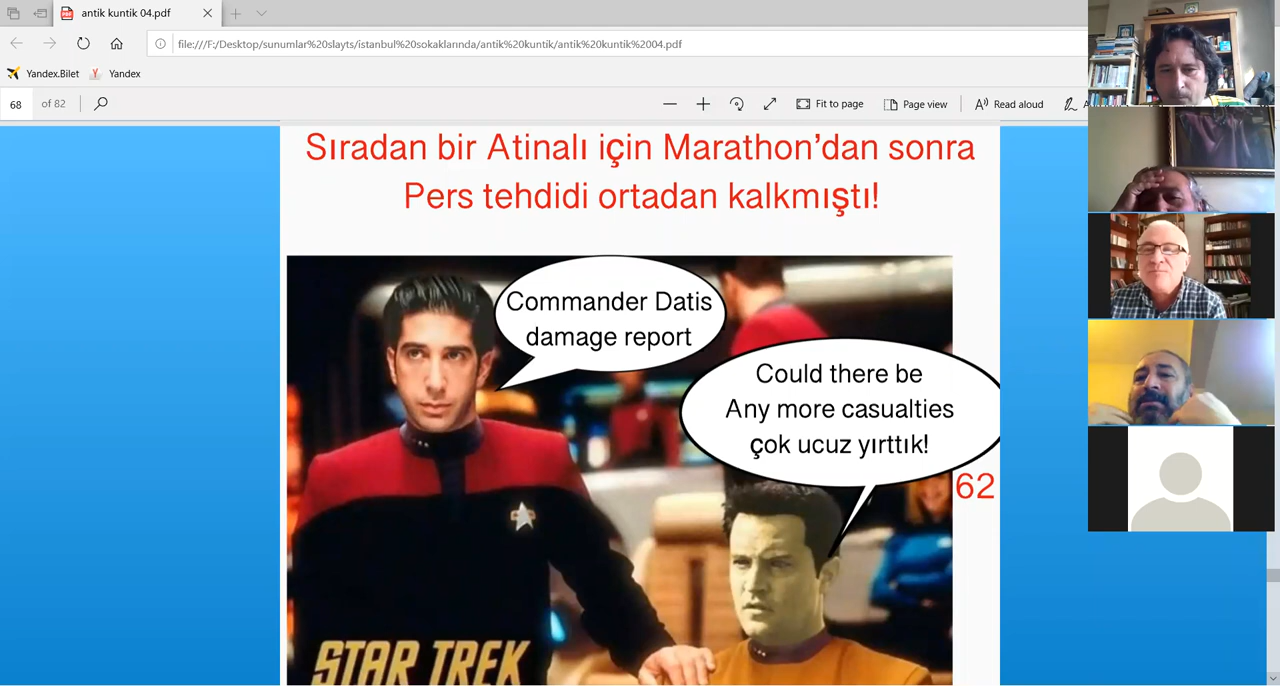 antik kuntik 04.pdf
file:///F:/Desktop/sunumlar%20slayts/istanbul%20sokaklarında/antik%20kuntik/antik%20kuntik%2004.pdf
Yandex.Bilet
Yandex
68
of 82
Fit to page
Page view
Read aloud
Sıradan bir Atinalı için Marathon’dan sonra
Pers tehdidi ortadan kalkmıştı!
Commander Datis
damage report
Could there be
Any more casualties
çok ucuz yırttık!
62
STAR TREK